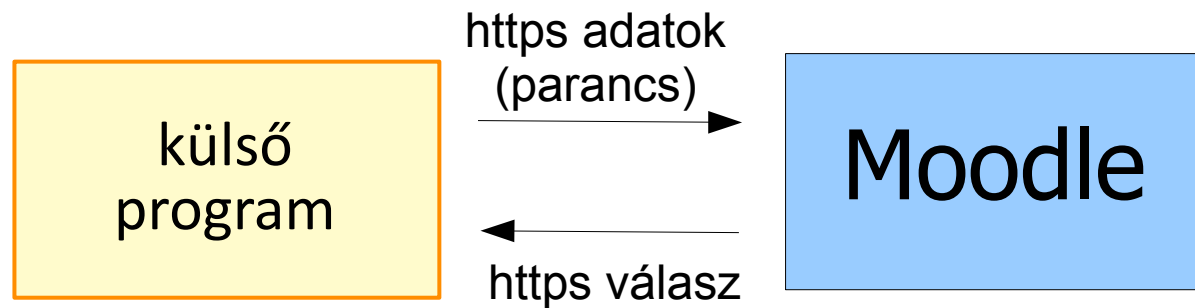 https adatok
(parancs)
külső
program
Moodle
https válasz